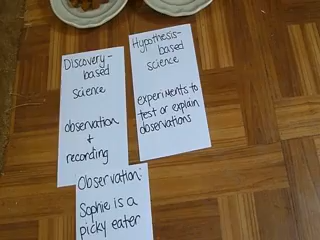 Discovery-
based
science
observation
+
recording
Hypothesis-
based
science
experiments to
test or explain
observations
Observation:
Sophie is a
picky eater